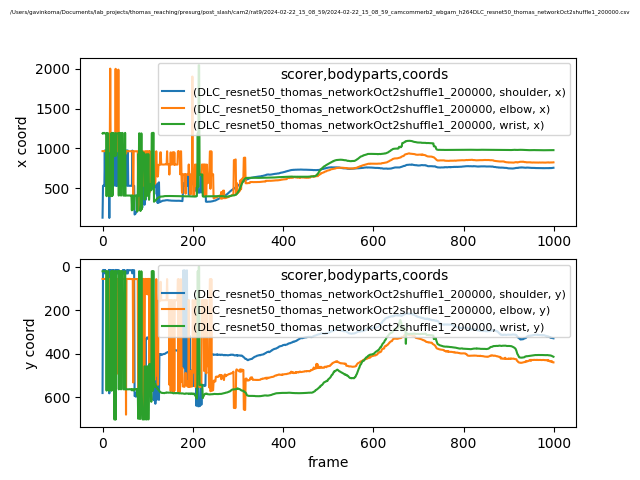 /Users/gavinkoma/Documents/lab_projects/thomas_reaching/presurg/post_slash/cam2/rat9/2024-02-22_15_08_59/2024-02-22_15_08_59_camcommerb2_wbgam_h264DLC_resnet50_thomas_networkOct2shuffle1_200000.csv
scorer,bodyparts,coords
(DLC_resnet50_thomas_networkOct2shuffle1_200000, shoulder, x)
(DLC_resnet50_thomas_networkOct2shuffle1_200000, elbow, x)
(DLC_resnet50_thomas_networkOct2shuffle1_200000, wrist, x)
x coord
2000
1500
1000
500
0 200 400 600 800 1000
scorer,bodyparts,coords
(DLC_resnet50_thomas_networkOct2shuffle1_200000, shoulder, y)
(DLC_resnet50_thomas_networkOct2shuffle1_200000, elbow, y)
(DLC_resnet50_thomas_networkOct2shuffle1_200000, wrist, y)
y coord
0
200
400
600
0 200 400 600 800 1000
frame